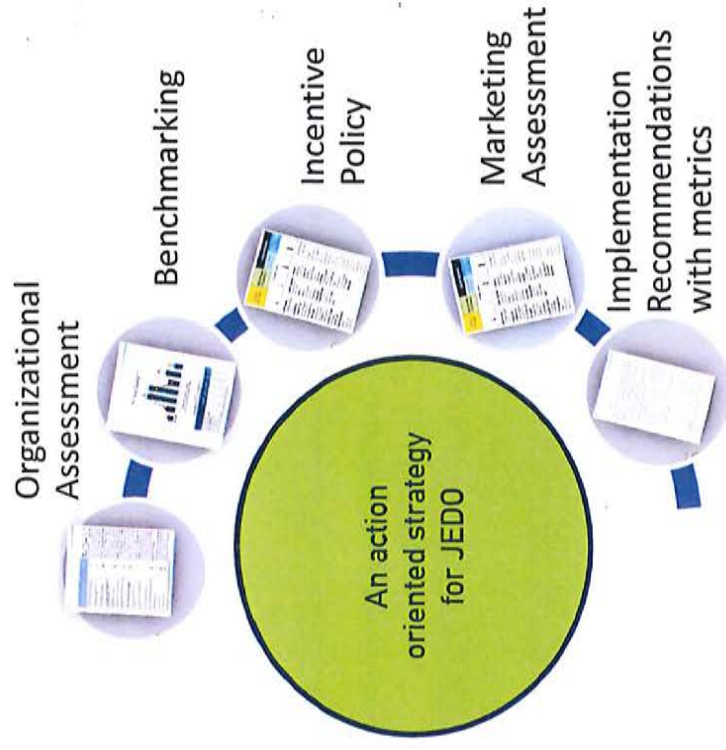 Organizational
Assessment
Benchmarking
Incentive
Policy
Marketing
Assessment
Implementation
Recommendations
with metrics
An action
oriented strategy
for JEDO